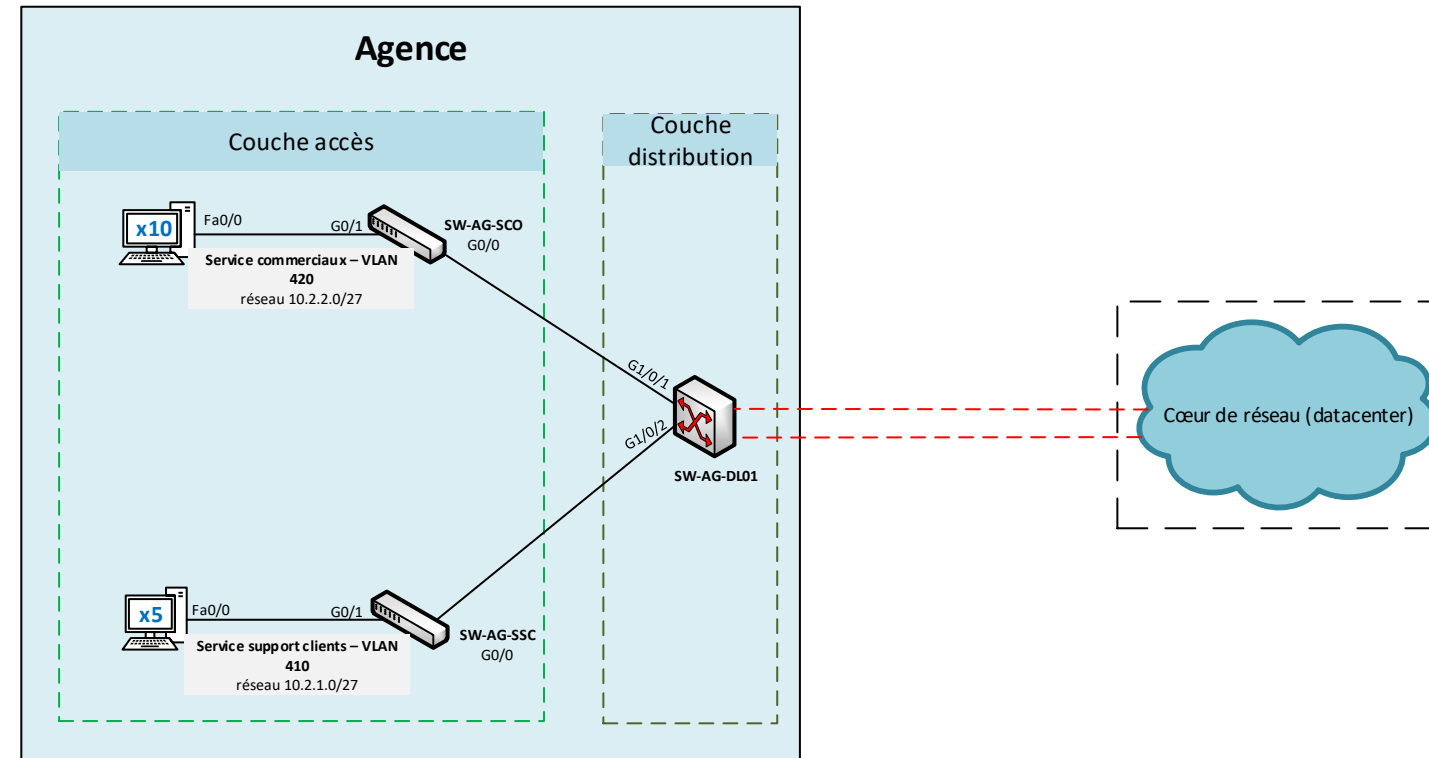 Agence
Couche accès
Couche
distribution
x10
Fa0/0
G0/1
SW-AG-SCO
G0/0
Service commerciaux – VLAN
420
réseau 10.2.2.0/27
G1/0/1
G1/0/2
SW-AG-DL01
Cœur de réseau (datacenter)
x5
Fa0/0
G0/1
SW-AG-SSC
G0/0
Service support clients – VLAN
410
réseau 10.2.1.0/27